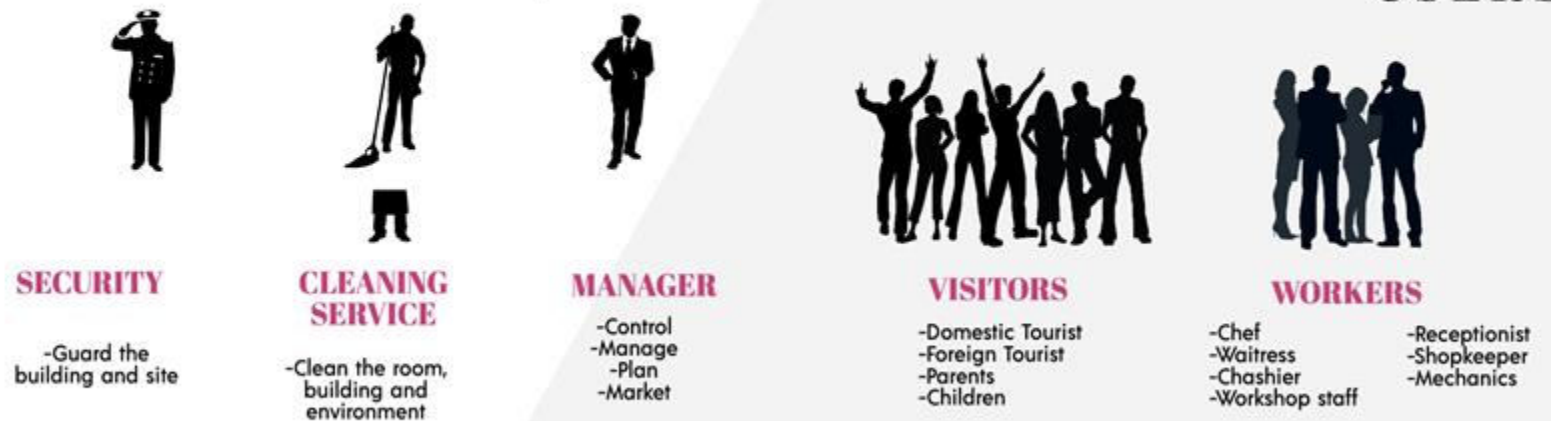 SECURITY
-Guard the
building and site
CLEANING
SERVICE
-Clean the room,
building and
environment
MANAGER
-Control
-Manage
-Plan
-Market
VISITORS
-Domestic Tourist
-Foreign Tourist
-Parents
-Children
WORKERS
-Chef
-Waitress
-Chashier
-Workshop staff
-Receptionist
-Shopkeeper
-Mechanics